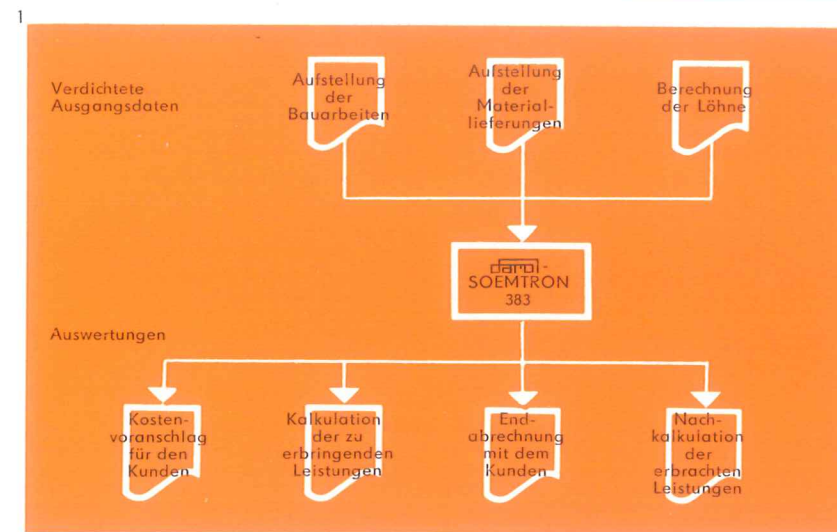 1
Verdichtete
Ausgangsdaten
Aufstellung
der
Bauarbeiten
Aufstellung
der
Material-
lieferungen
Berechnung
der Löhne
daro-
SOEMTRON
383
Auswertungen
Kosten-
voranschlag
für den
Kunden
Kalkulation
der zu
erbringenden
Leistungen
End-
abrechnung
mit dem
Kunden
Nach-
kalkulation
der
erbrachten
Leistungen